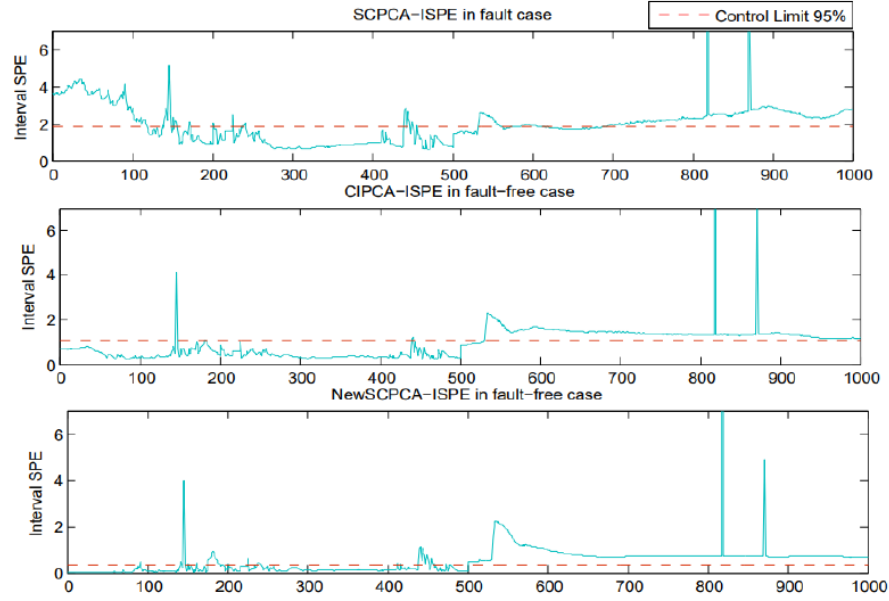 SCPCA-ISPE in fault case
Control Limit 95%
Interval SPE
6
4
2
0
0 100 200 300 400 500 600 700 800 900 1000
CIPCA-ISPE in fault-free case
Interval SPE
6
4
2
0
0 100 200 300 400 500 600 700 800 900 1000
NewSCPCA-ISPE in fault-free case
Interval SPE
6
4
2
0
0 100 200 300 400 500 600 700 800 900 1000